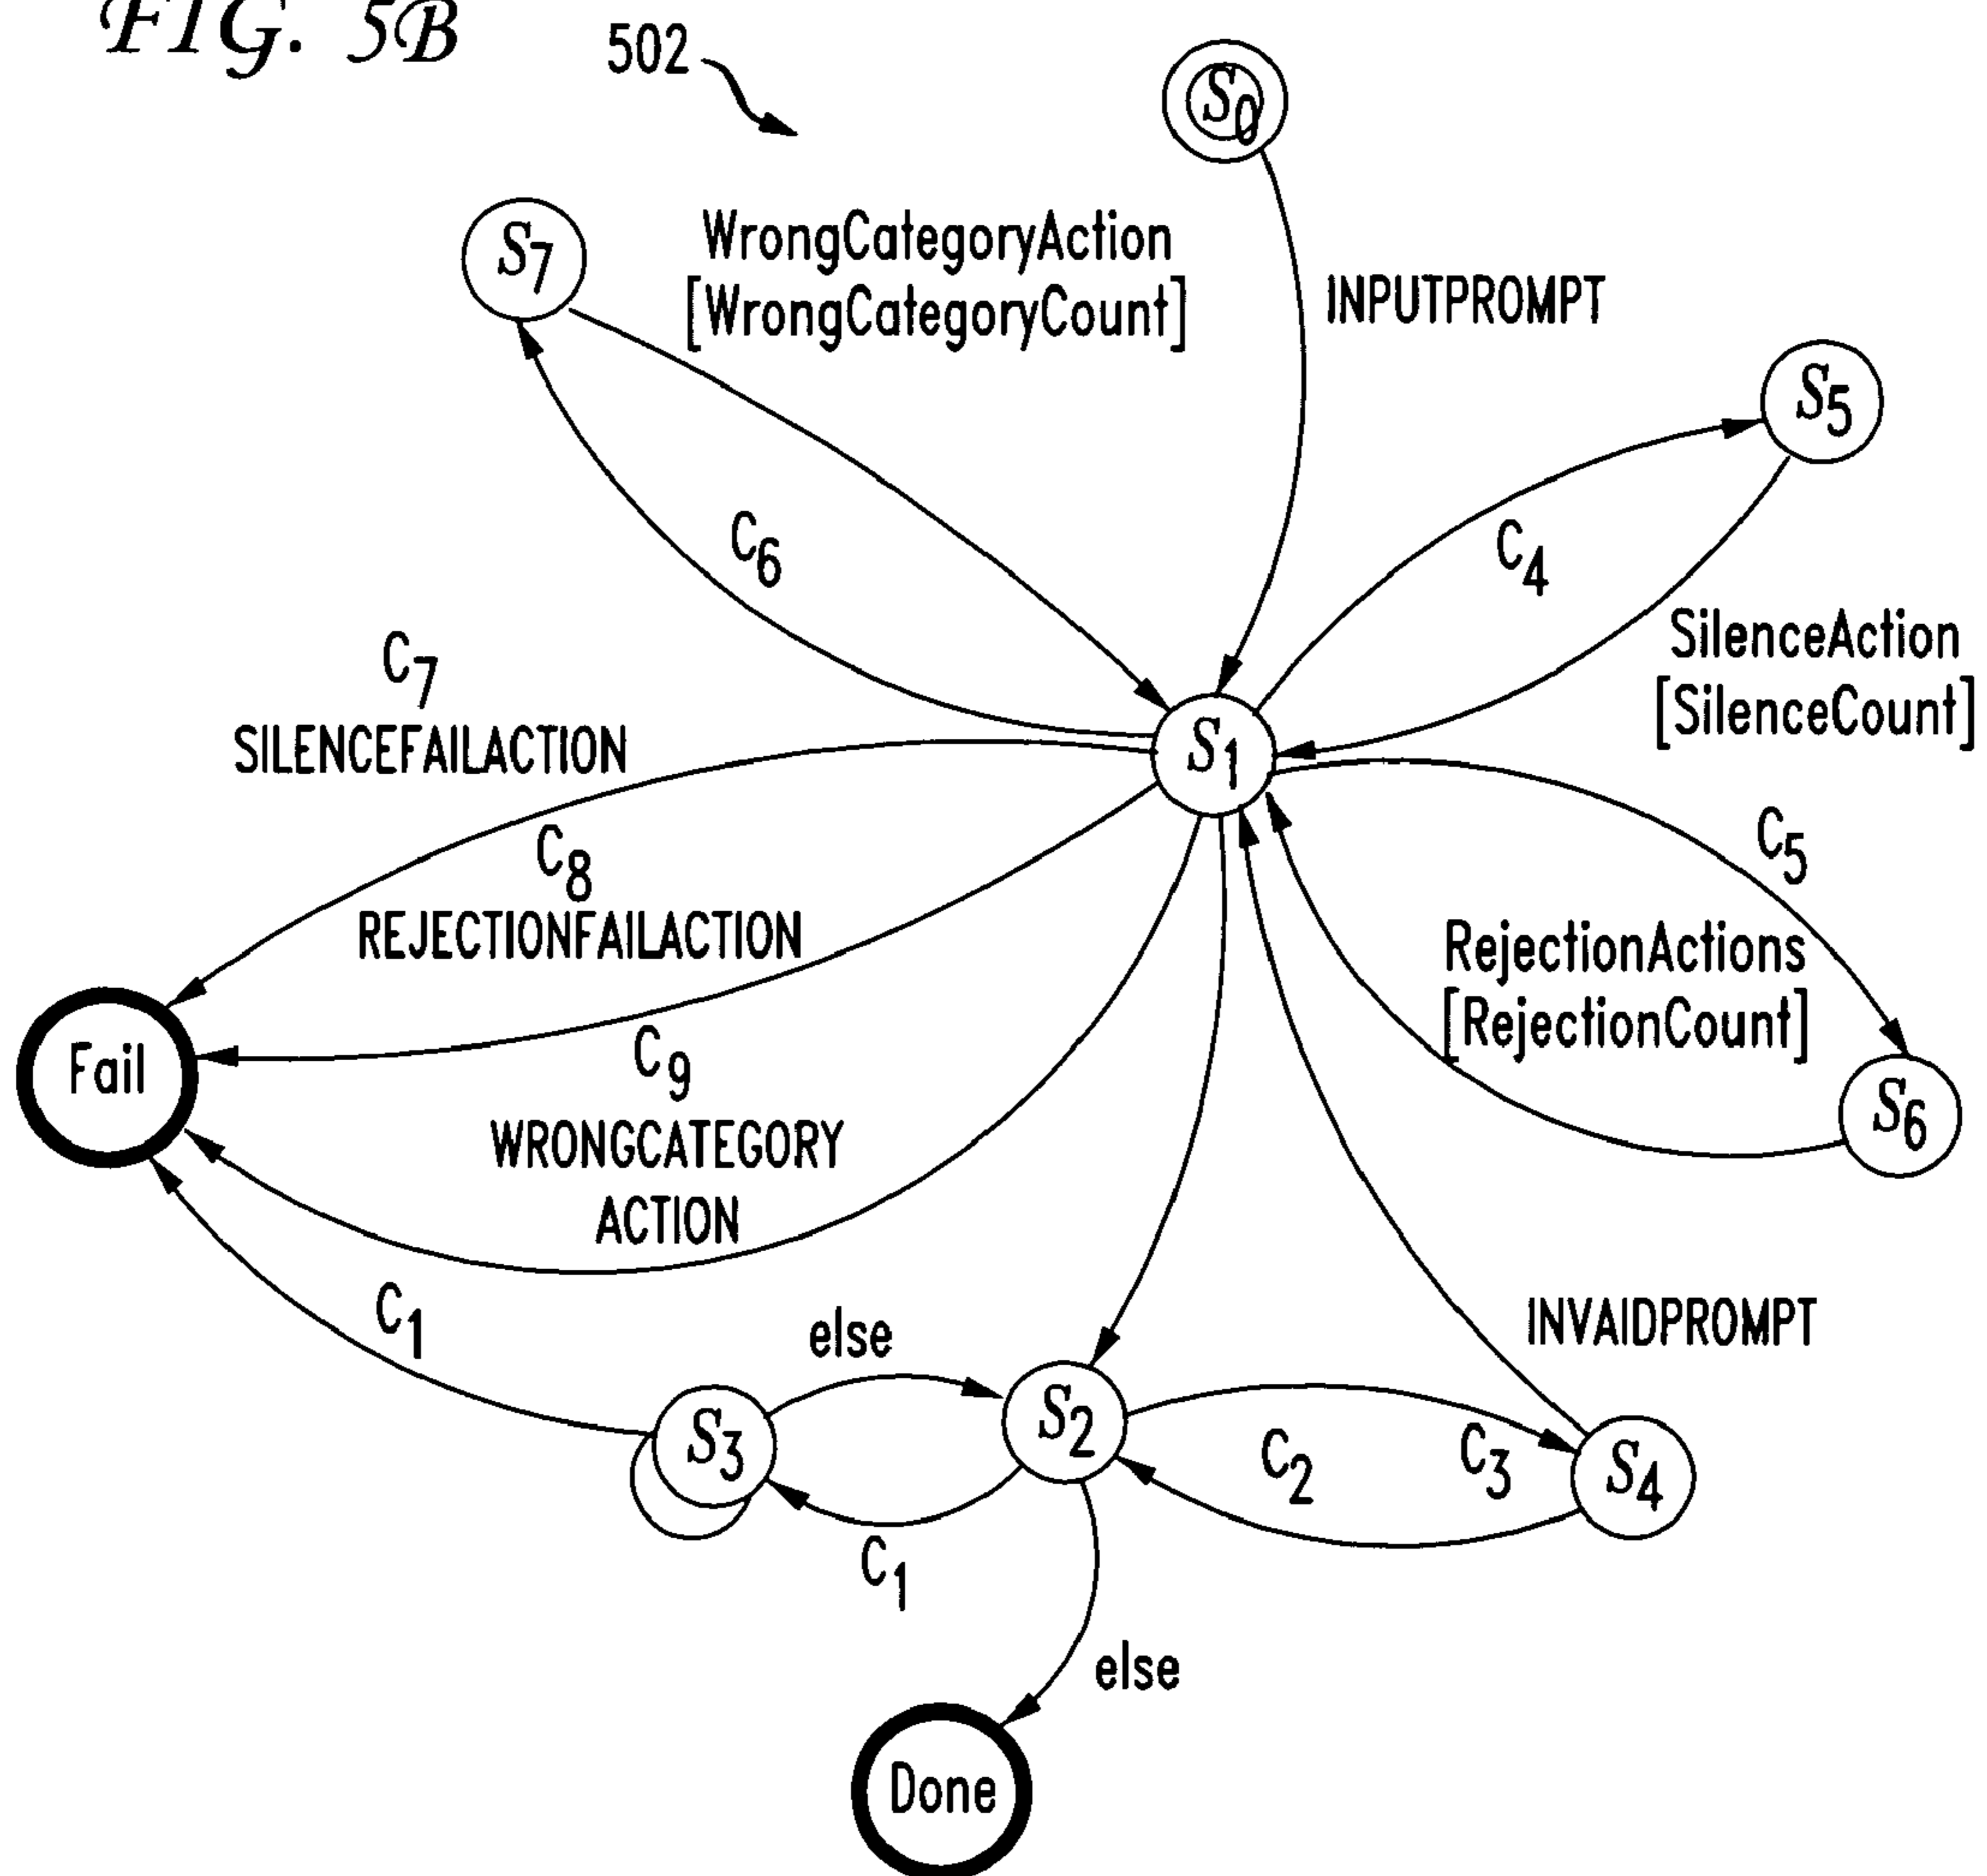 FIG. 5B
502
S0
S7
WrongCategoryAction
[WrongCategoryCount]
INPUTPROMPT
S5
C6
C4
C7
SILENCEFAILACTION
SilenceAction
[SilenceCount]
S1
C8
REJECTIONFAILACTION
C5
RejectionActions
[RejectionCount]
Fail
C9
WRONGCATEGORY
ACTION
S6
C1
else
INVAIDPROMPT
S3
S2
C2
C3
S4
C1
else
Done